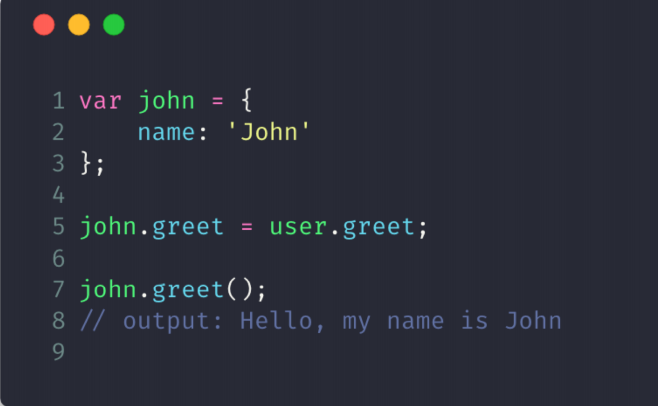 1 var john = {
2     name: 'John'
3 };
4
5 john.greet = user.greet;
6
7 john.greet();
8 // output: Hello, my name is John
9